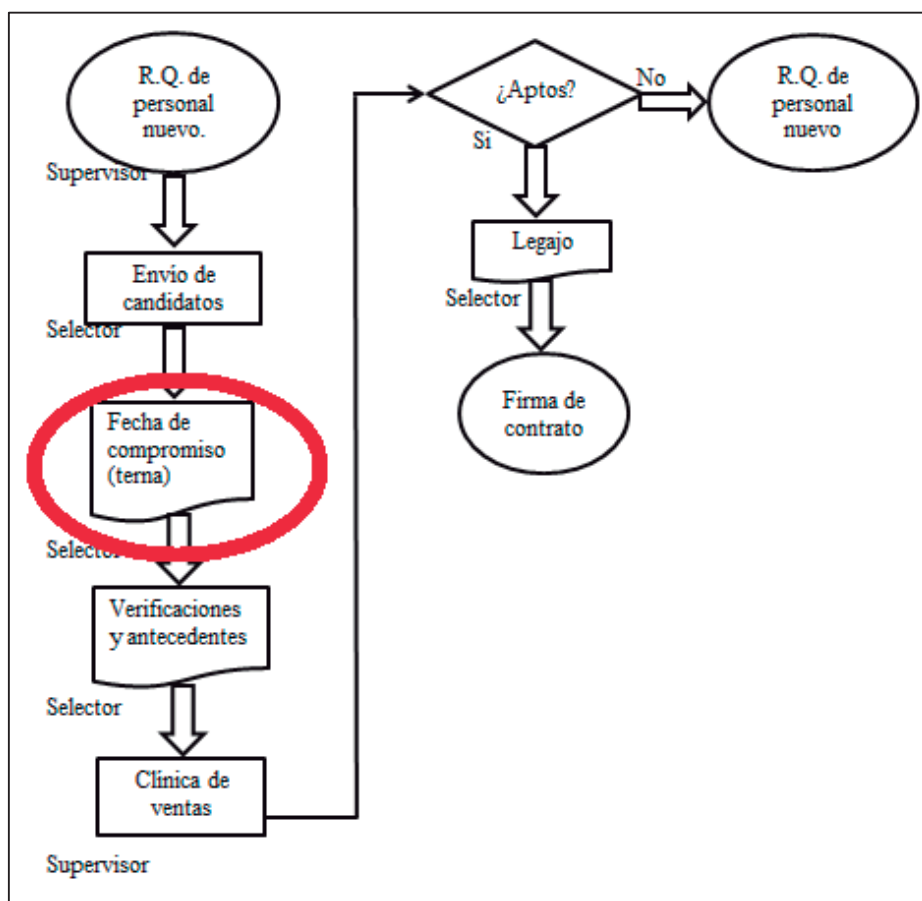 R.Q. de
personal
nuevo.
Supervisor
Envío de
candidatos
Selector
Fecha de
compromiso
(terna)
Selector
Verificaciones
y antecedentes
Selector
Clínica de
ventas
Supervisor
¿Aptos?
No
R.Q. de
personal
nuevo
Si
Legajo
Selector
Firma de
contrato